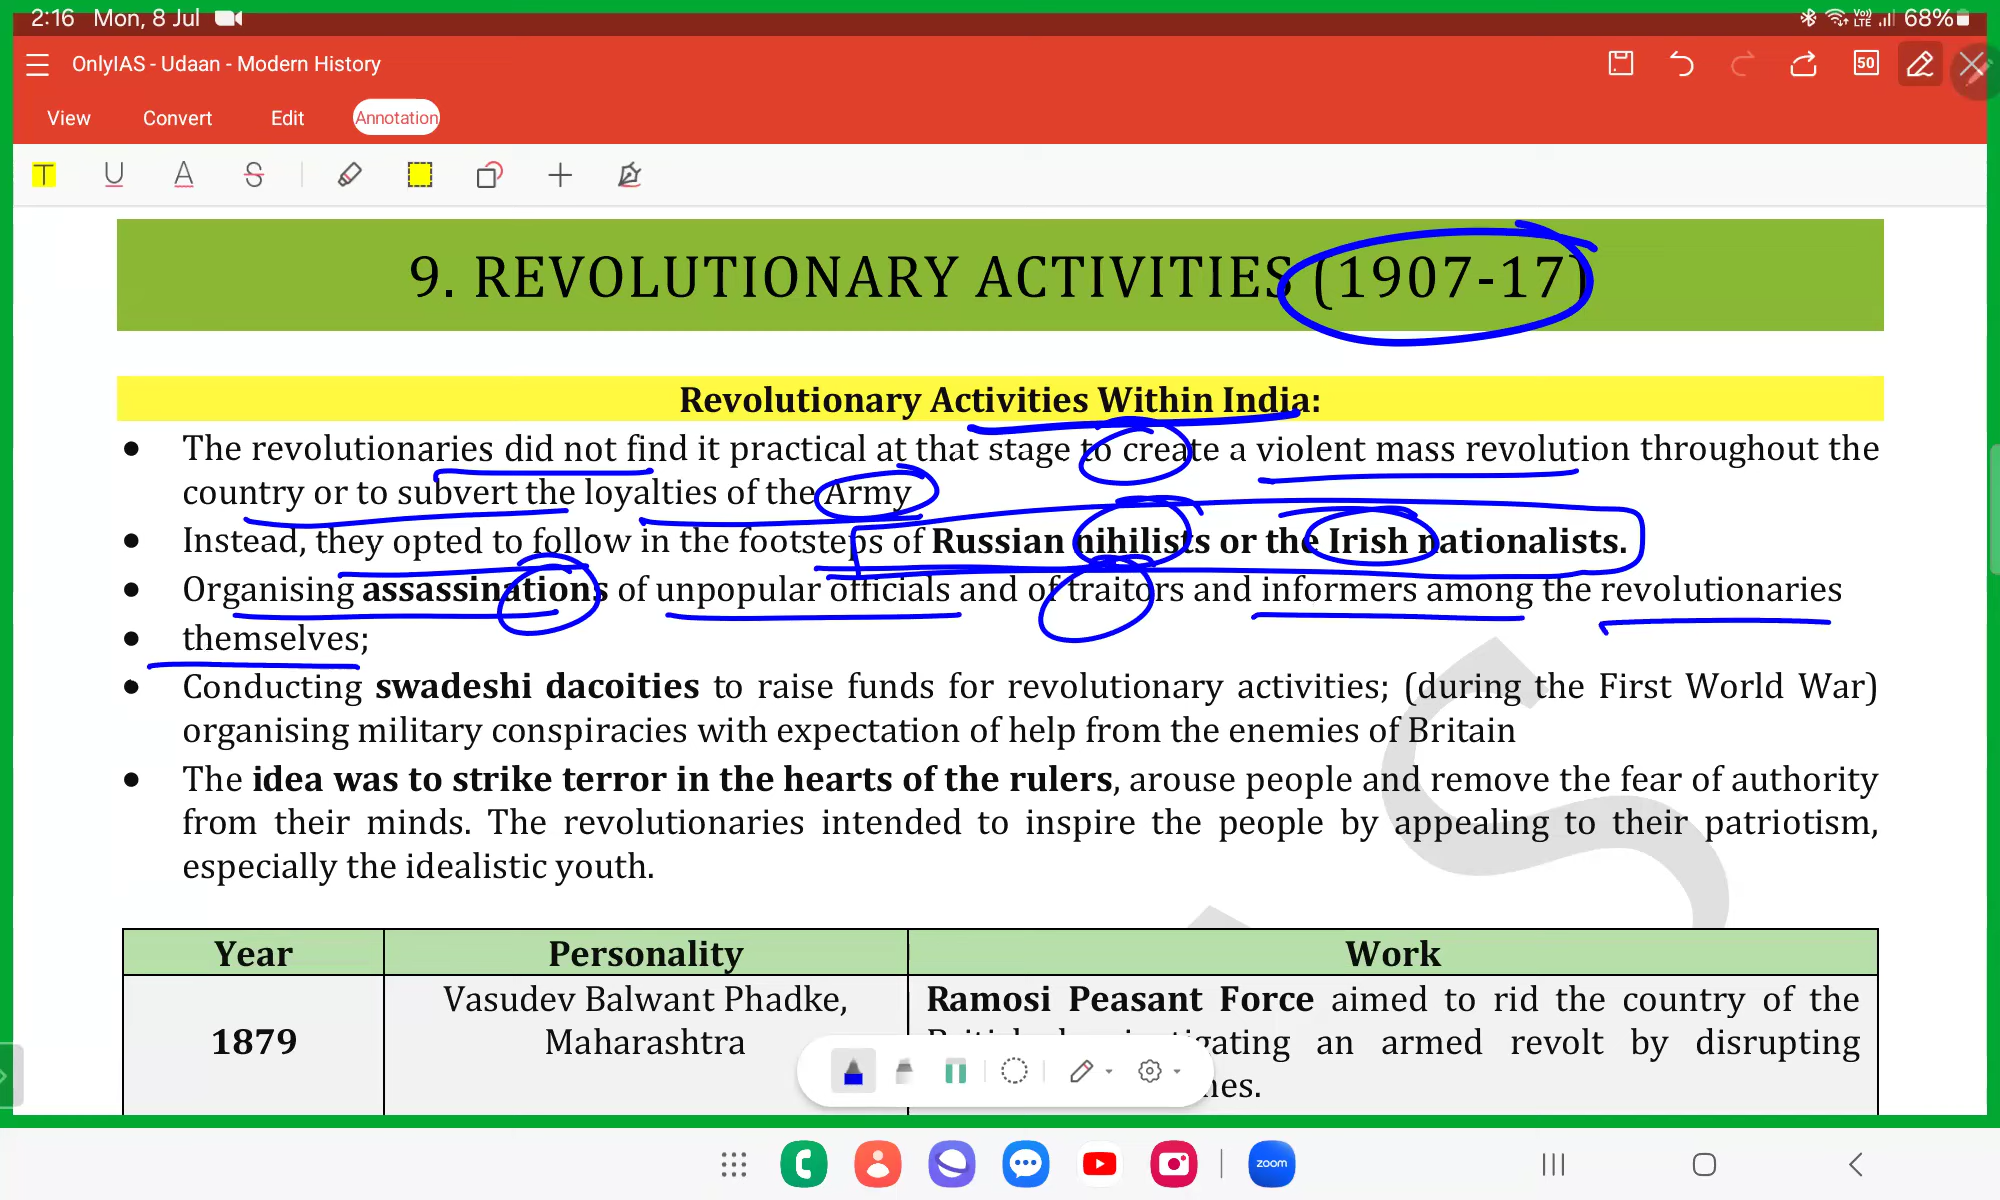 2:16 Mon, 8 Jul
Vo)) LTE 68%
OnlyIAS - Udaan - Modern History
50
View Convert Edit Annotation
T U A S
9. REVOLUTIONARY ACTIVITIES (1907-17)
Revolutionary Activities Within India:
• The revolutionaries did not find it practical at that stage to create a violent mass revolution throughout the
country or to subvert the loyalties of the Army
• Instead, they opted to follow in the footsteps of Russian nihilists or the Irish nationalists.
• Organising assassinations of unpopular officials and of traitors and informers among the revolutionaries
• themselves;
• Conducting swadeshi dacoities to raise funds for revolutionary activities; (during the First World War)
organising military conspiracies with expectation of help from the enemies of Britain
• The idea was to strike terror in the hearts of the rulers, arouse people and remove the fear of authority
from their minds. The revolutionaries intended to inspire the people by appealing to their patriotism,
especially the idealistic youth.
Year Personality Work
1879
Vasudev Balwant Phadke,
Maharashtra
Ramosi Peasant Force aimed to rid the country of the
an armed revolt by disrupting
zoom